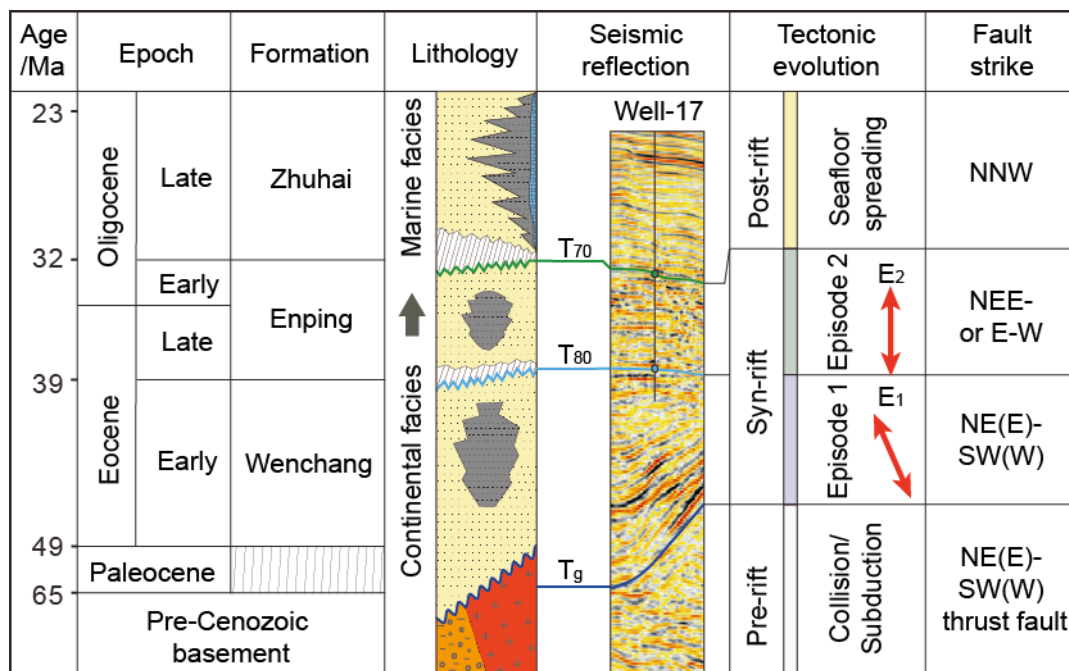 Age
/Ma
Epoch
Formation
Lithology
Seismic
reflection
Tectonic
evolution
Fault
strike
23
32
39
49
65
Oligocene
Late
Early
Eocene
Late
Early
Paleocene
Pre-Cenozoic
basement
Zhuhai
Enping
Wenchang
Marine facies
Continental facies
Well-17
T70
T80
Tg
Post-rift
Syn-rift
Pre-rift
Seafloor
spreading
Episode 2
E2
Episode 1
E1
Collision/
Subduction
NNW
NEE-
or E-W
NE(E)-
SW(W)
NE(E)-
SW(W)
thrust fault